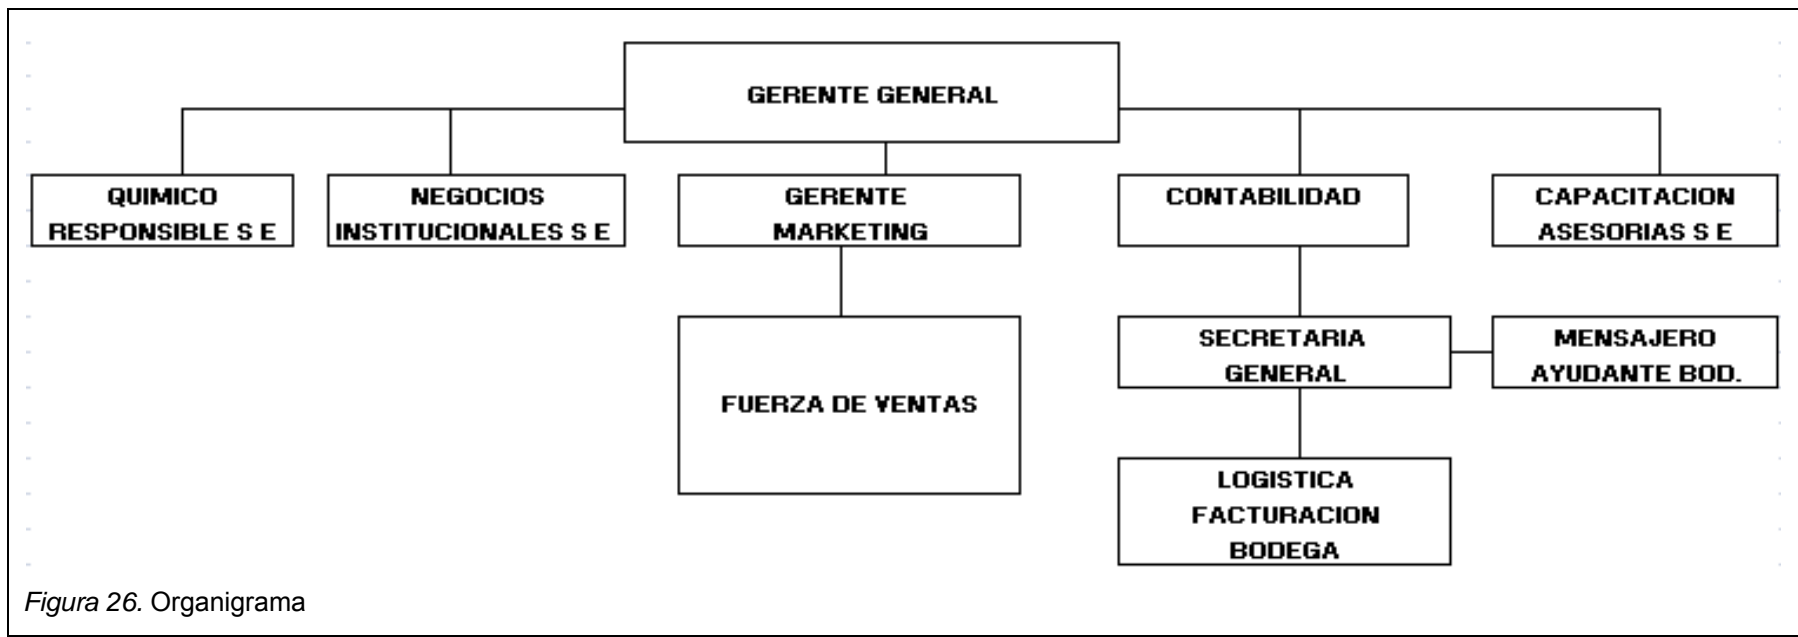 GERENTE GENERAL
QUIMICO
RESPONSIBLE S E
NEGOCIOS
INSTITUCIONALES S E
GERENTE
MARKETING
CONTABILIDAD
CAPACITACION
ASESORIAS S E
FUERZA DE VENTAS
SECRETARIA
GENERAL
MENSAJERO
AYUDANTE BOD.
LOGISTICA
FACTURACION
BODEGA
Figura 26. Organigrama